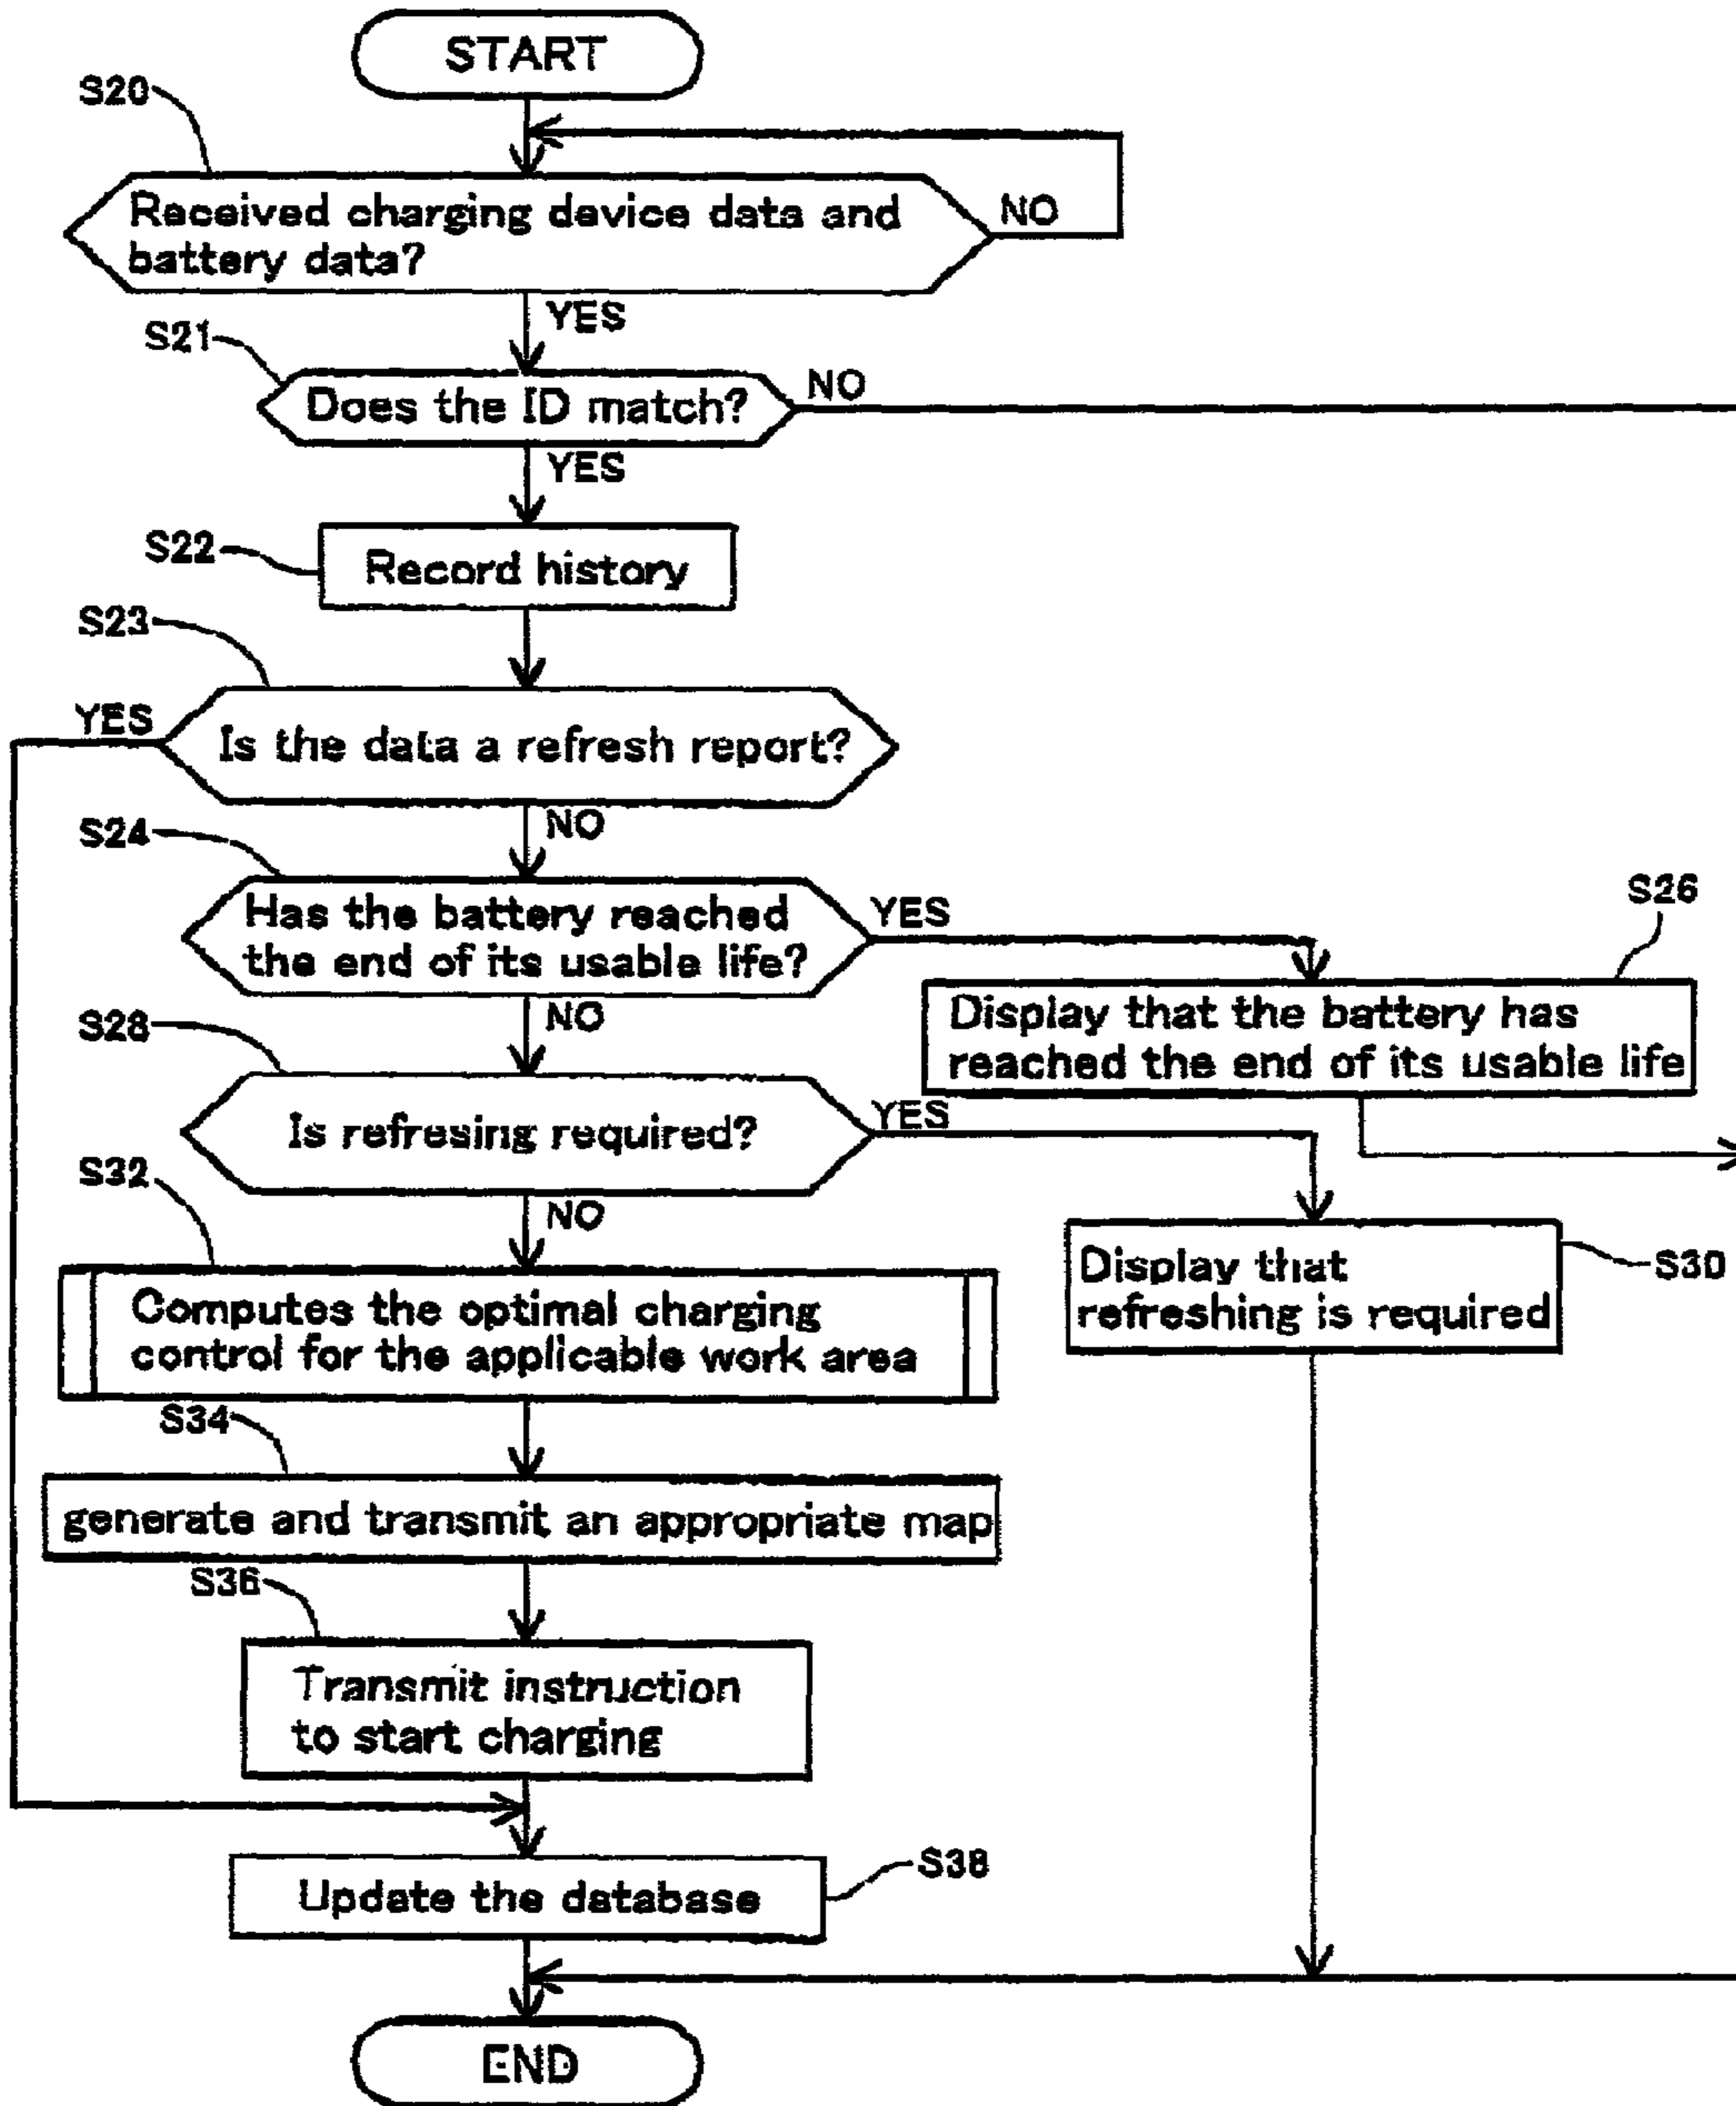 START
S20
Received charging device data and
battery data?
NO
YES
S21
Does the ID match?
NO
YES
S22
Record history
S23
YES
Is the data a refresh report?
NO
S24
Has the battery reached
the end of its usable life?
YES
S26
Display that the battery has
reached the end of its usable life
NO
S28
Is refresing required?
YES
S30
Display that
refreshing is required
NO
S32
Computes the optimal charging
control for the applicable work area
S34
generate and transmit an appropriate map
S36
Transmit instruction
to start charging
S38
Update the database
END